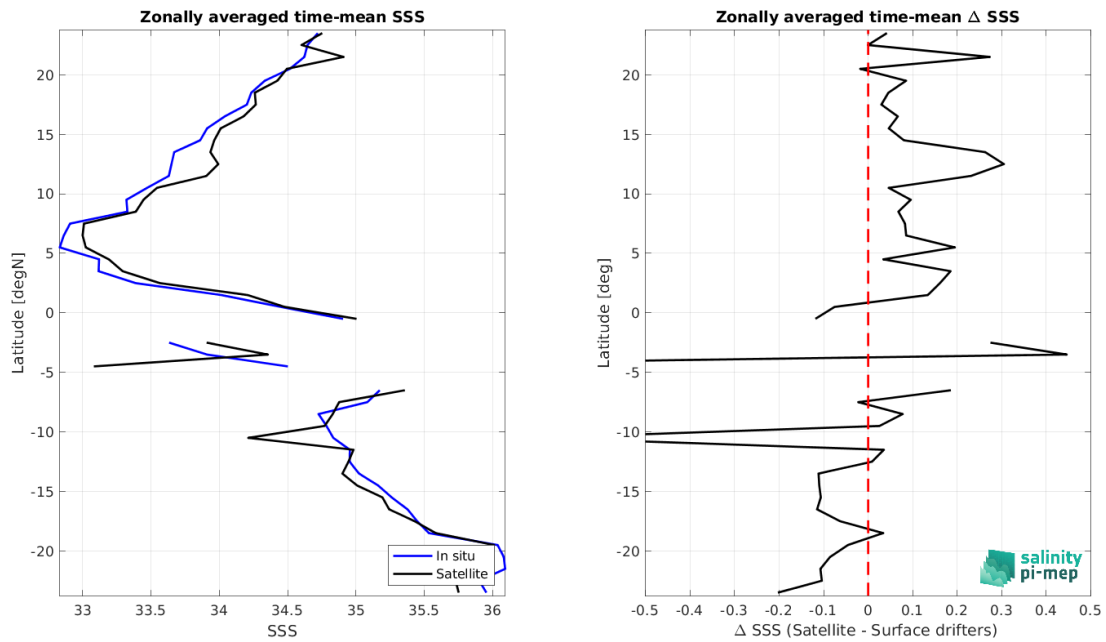 Zonally averaged time-mean SSS
Latitude [degN]
20
15
10
5
0
-5
-10
-15
-20
In situ
Satellite
33 33.5 34 34.5 35 35.5 36
SSS
Zonally averaged time-mean Δ SSS
Latitude [deg]
20
15
10
5
0
-5
-10
-15
-20
salinity
pi-mep
-0.5 -0.4 -0.3 -0.2 -0.1 0 0.1 0.2 0.3 0.4 0.5
Δ SSS (Satellite - Surface drifters)